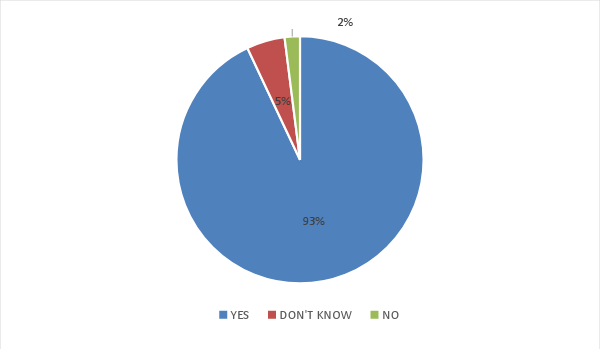 2%
5%
93%
YES DON'T KNOW NO